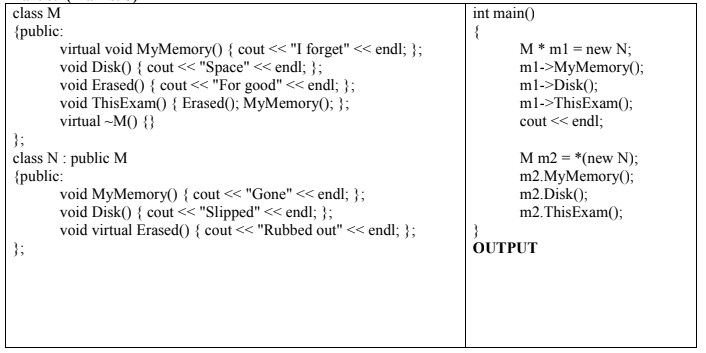 class M
{public:
virtual void MyMemory() { cout << "I forget" << endl; };
void Disk() { cout << "Space" << endl; };
void Erased() { cout << "For good" << endl; };
void ThisExam() { Erased(); MyMemory(); };
virtual ~M() {}
};
class N : public M
{public:
void MyMemory() { cout << "Gone" << endl; };
void Disk() { cout << "Slipped" << endl; };
void virtual Erased() { cout << "Rubbed out" << endl; };
};
int main()
{
M * m1 = new N;
m1->MyMemory();
m1->Disk();
m1->ThisExam();
cout << endl;
M m2 = *(new N);
m2.MyMemory();
m2.Disk();
m2.ThisExam();
}
OUTPUT